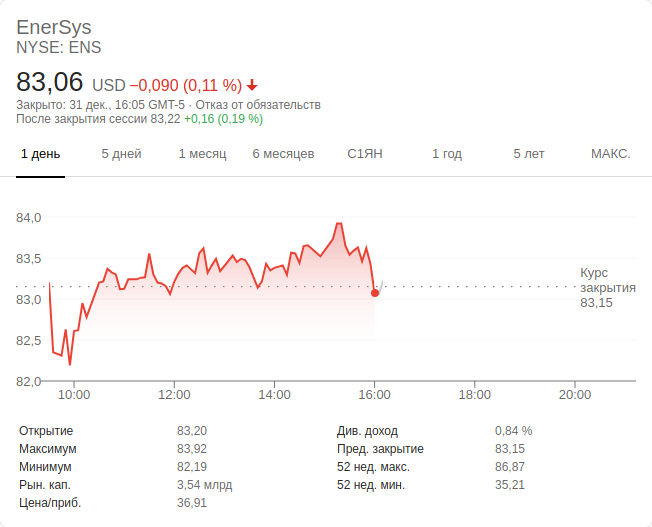 EnerSys
NYSE: ENS
83,06 USD −0,090 (0,11 %)
Закрыто: 31 дек., 16:05 GMT-5 · Отказ от обязательств
После закрытия сессии 83,22 +0,16 (0,19 %)
1 день 5 дней 1 месяц 6 месяцев С1ЯН 1 год 5 лет МАКС.
84,0
83,5
83,0
82,5
82,0
Курс
закрытия
83,15
10:00 12:00 14:00 16:00 18:00 20:00
Открытие 83,20 Див. доход 0,84 %
Максимум 83,92 Пред. закрытие 83,15
Минимум 82,19 52 нед. макс. 86,87
Рын. кап. 3,54 млрд 52 нед. мин. 35,21
Цена/приб. 36,91